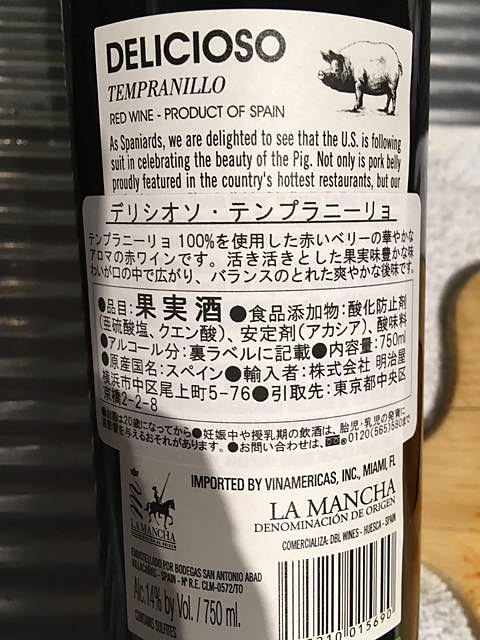 DELICIOSO
TEMPRANILLO
RED WINE - PRODUCT OF SPAIN
As Spaniards, we are delighted to see that the U.S. is following
suit in celebrating the beauty of the Pig. Not only is pork belly
proudly featured in the country's hottest restaurants, but our
デリシオソ・テンプラニーリョ
テンプラニーリョ 100%を使用した赤いベリーの華やかな
アロマの赤ワインです。活き活きとした果実味豊かな味
わいが口の中で広がり、バランスのとれた爽やかな後味です。
●品目:果実酒●食品添加物:酸化防止剤
(亜硫酸塩、クエン酸)、安定剤(アカシア)、酸味料
●アルコール分:裏ラベルに記載●内容量:750ml
●原産国名:スペイン●輸入者:株式会社 明治屋
横浜市中区尾上町5-76●引取先:東京都中央区
京橋2-2-8
●飲酒は20歳になってから●妊娠中や授乳期の飲酒は、胎児・乳児の発育に
影響を与えるおそれがあります。●お問い合わせは、
IMPORTED BY VINAMERICAS, INC., MIAMI, FL
LA MANCHA
LA MANCHA
DENOMINACIÓN DE ORIGEN
COMERCIALIZA: DBL WINES - HUESCA - SPAIN
EMBOTELLADO POR BODEGAS SAN ANTONIO ABAD
VILLACAÑAS - SPAIN - Nº R.E. CLM-0572/TO
Alc. 14% by Vol. / 750 ml.
CONTAINS SULFITES
015690